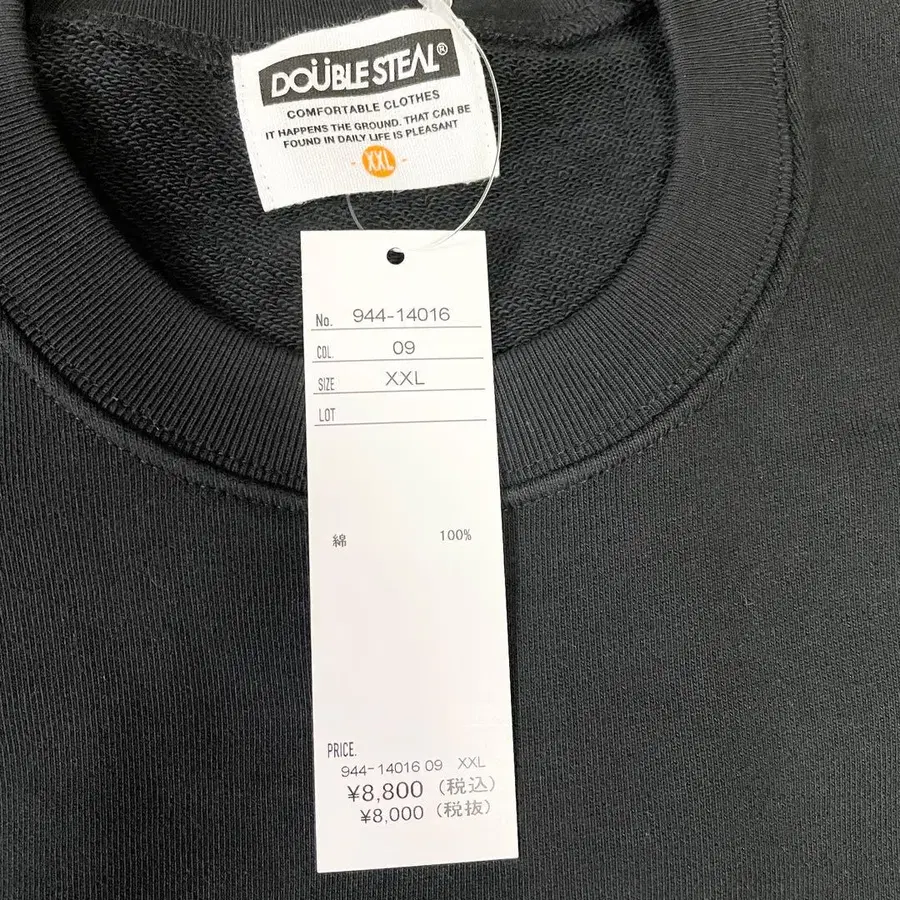 DOÜBLE STEAL®
COMFORTABLE CLOTHES
IT HAPPENS THE GROUND. THAT CAN BE
FOUND IN DAILY LIFE IS PLEASANT
- XXL -
No. 944-14016
COL. 09
SIZE XXL
LOT
綿 100%
PRICE.
944-14016 09 XXL
¥8,800（税込）
¥8,000（税抜）